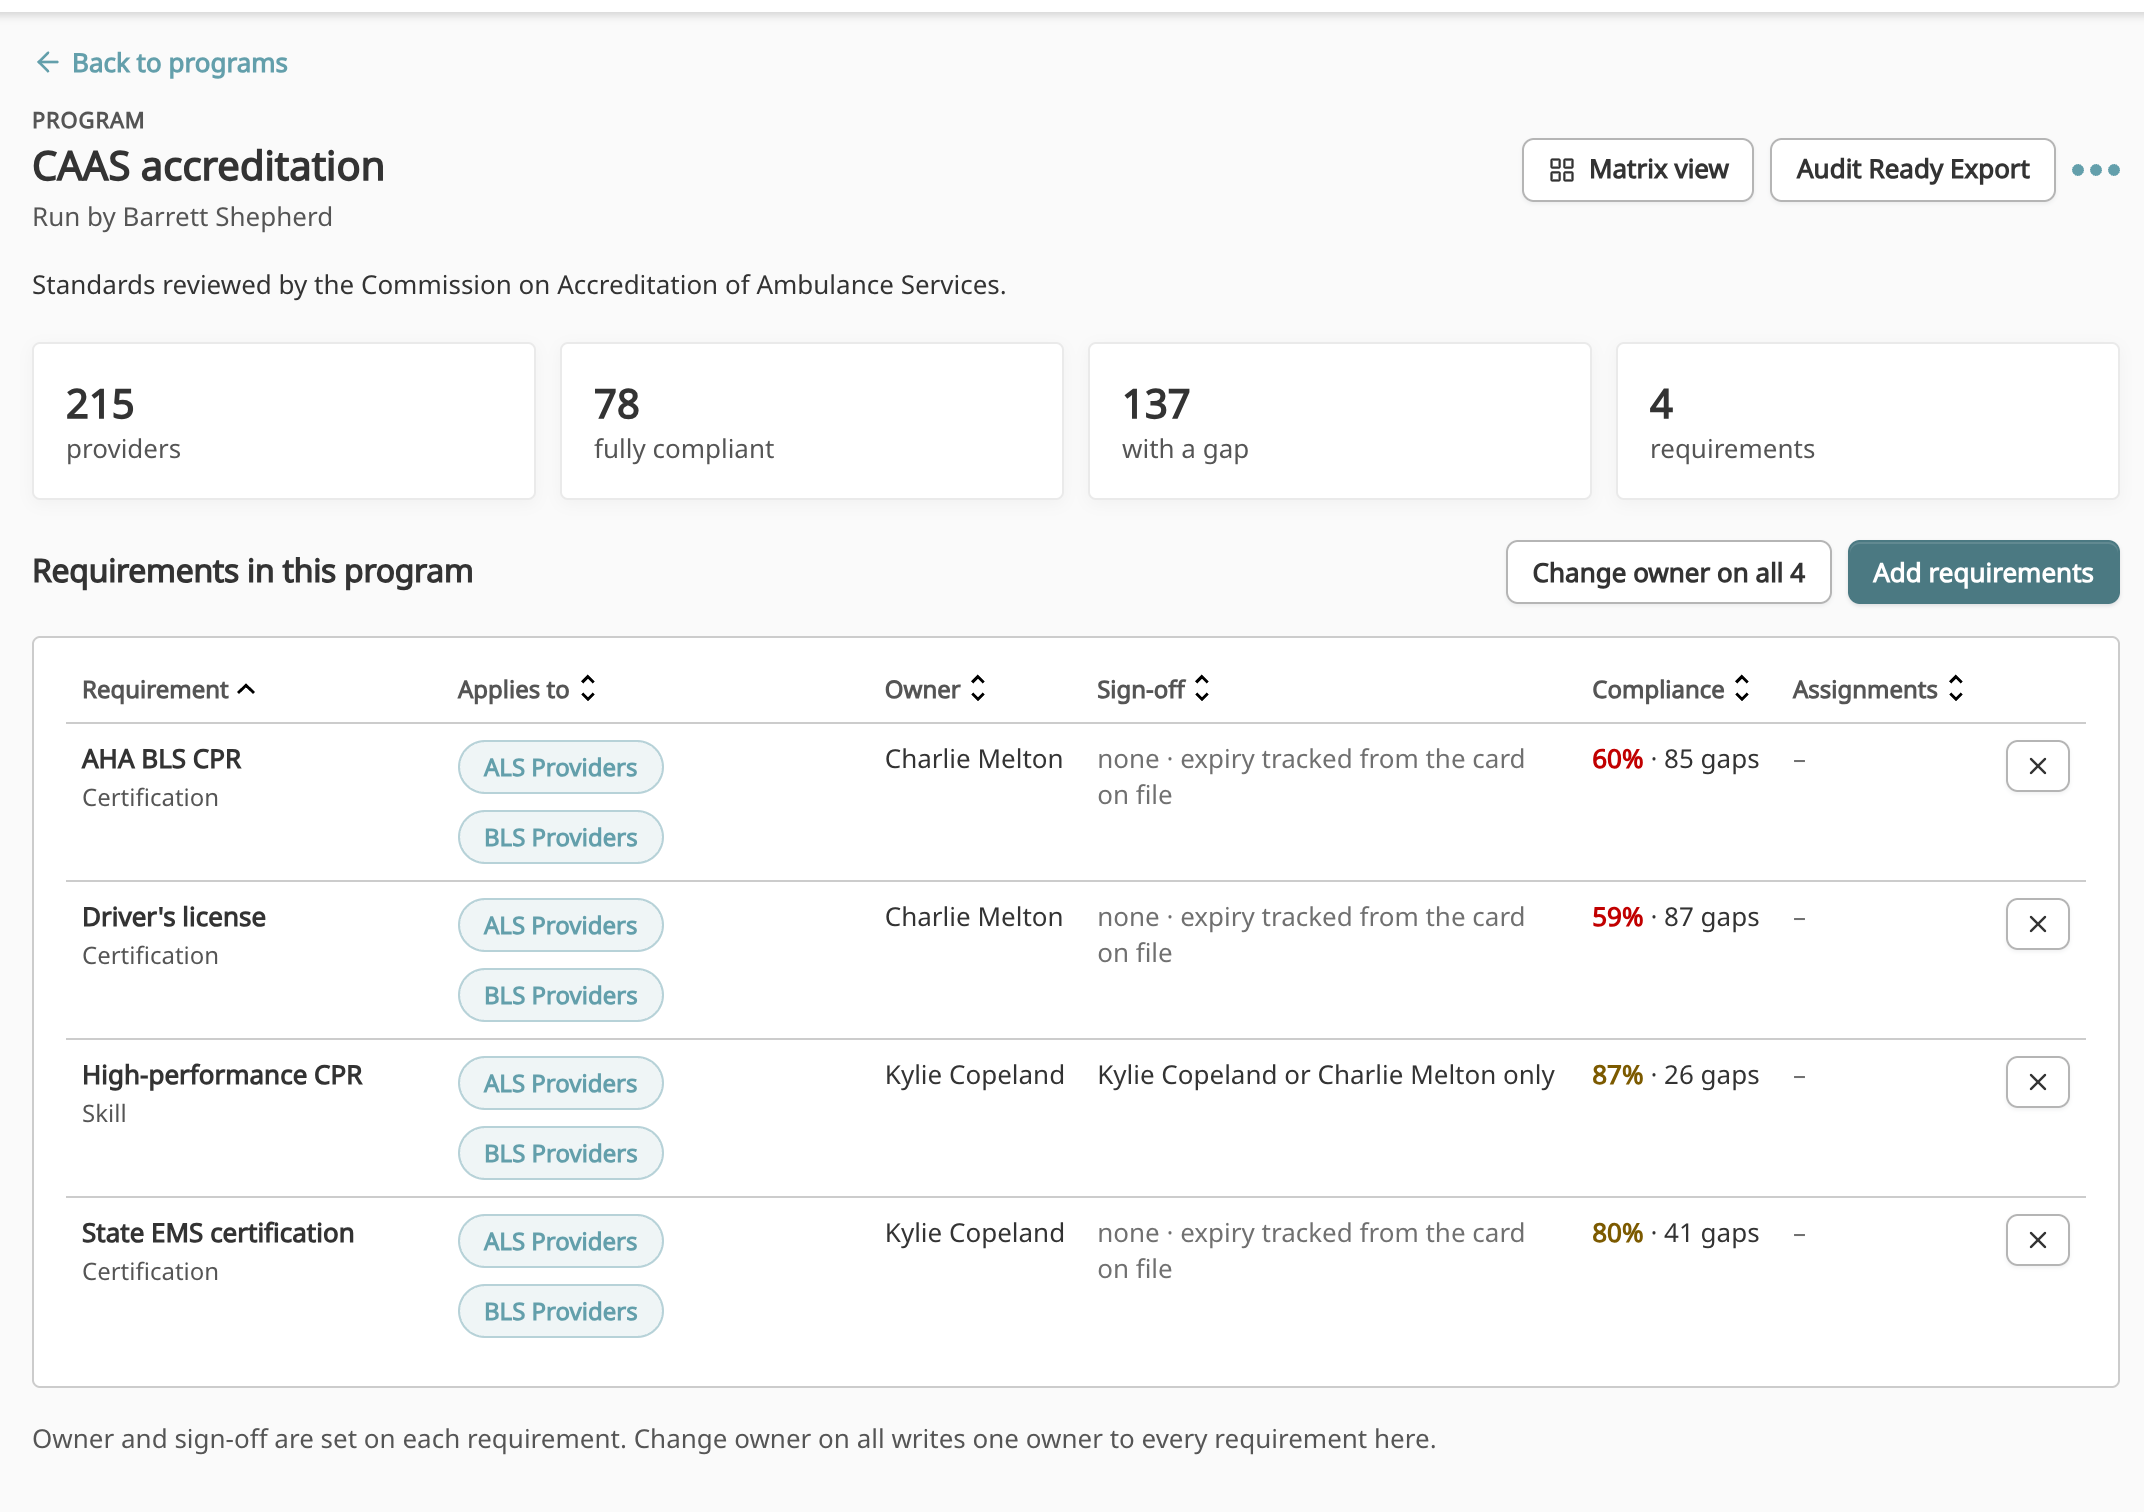 Back to programs
PROGRAM
CAAS accreditation
Run by Barrett Shepherd
Matrix view
Audit Ready Export
Standards reviewed by the Commission on Accreditation of Ambulance Services.
215
providers
78
fully compliant
137
with a gap
4
requirements
Requirements in this program
Change owner on all 4
Add requirements
Requirement Applies to Owner Sign-off Compliance Assignments
AHA BLS CPR
Certification
ALS Providers
BLS Providers
Charlie Melton
none · expiry tracked from the card
on file
60% · 85 gaps
–
Driver's license
Certification
ALS Providers
BLS Providers
Charlie Melton
none · expiry tracked from the card
on file
59% · 87 gaps
–
High-performance CPR
Skill
ALS Providers
BLS Providers
Kylie Copeland
Kylie Copeland or Charlie Melton only
87% · 26 gaps
–
State EMS certification
Certification
ALS Providers
BLS Providers
Kylie Copeland
none · expiry tracked from the card
on file
80% · 41 gaps
–
Owner and sign-off are set on each requirement. Change owner on all writes one owner to every requirement here.